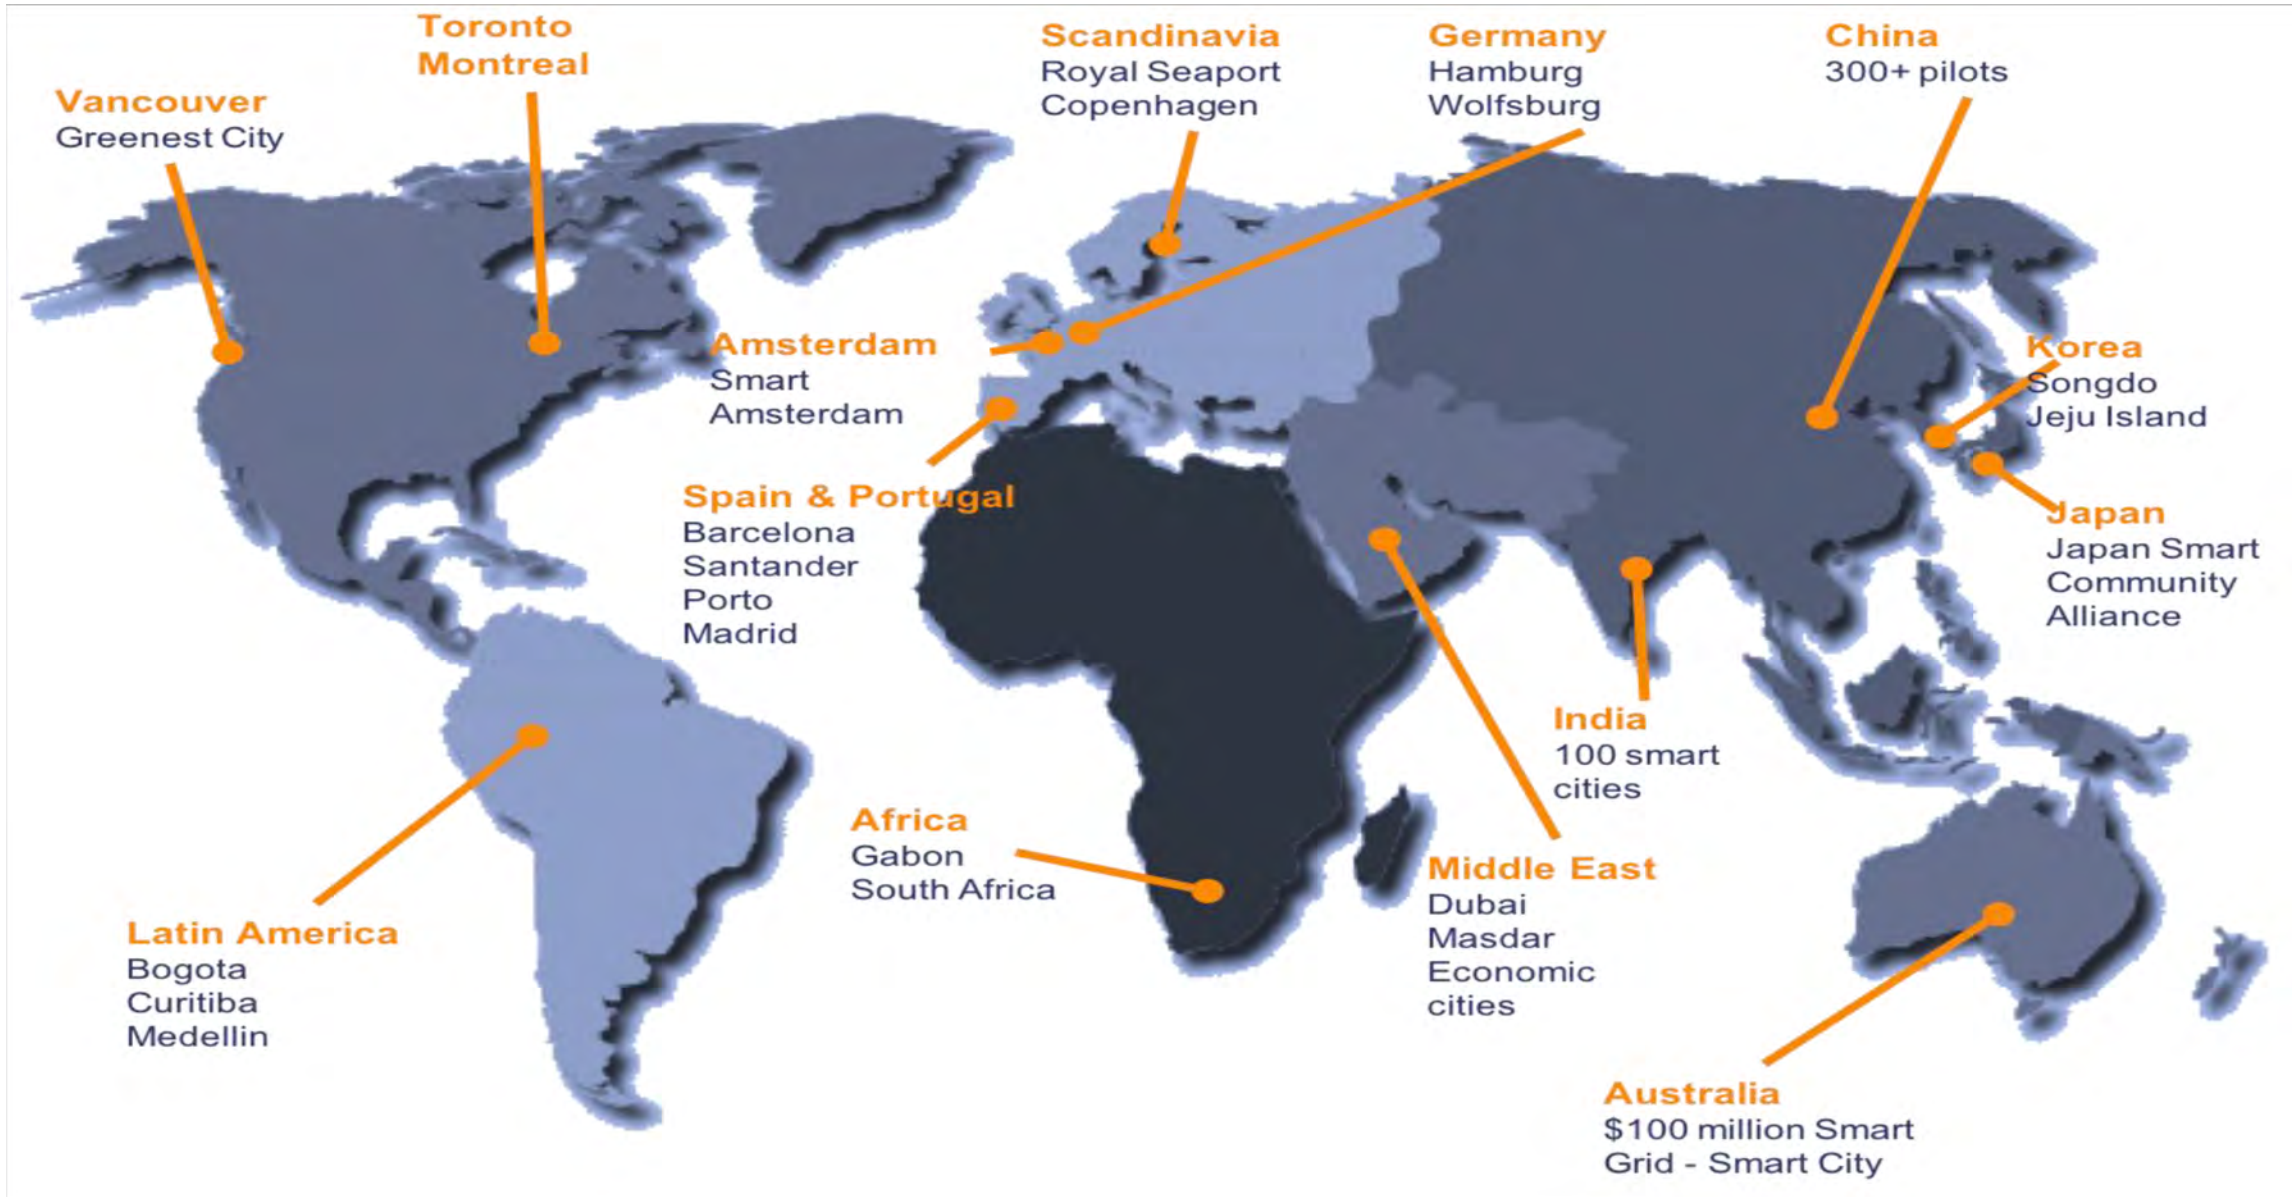 Toronto
Montreal
Vancouver
Greenest City
Scandinavia
Royal Seaport
Copenhagen
Germany
Hamburg
Wolfsburg
China
300+ pilots
Amsterdam
Smart
Amsterdam
Korea
Songdo
Jeju Island
Spain & Portugal
Barcelona
Santander
Porto
Madrid
Japan
Japan Smart
Community
Alliance
India
100 smart
cities
Africa
Gabon
South Africa
Middle East
Dubai
Masdar
Economic
cities
Latin America
Bogota
Curitiba
Medellin
Australia
$100 million Smart
Grid - Smart City